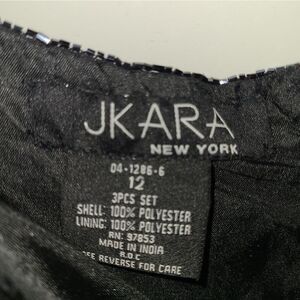 JKARA
NEW YORK
04-1286-6
12
3PCS SET
SHELL: 100% POLYESTER
LINING: 100% POLYESTER
RN: 97853
MADE IN INDIA
R.O.C
SEE REVERSE FOR CARE